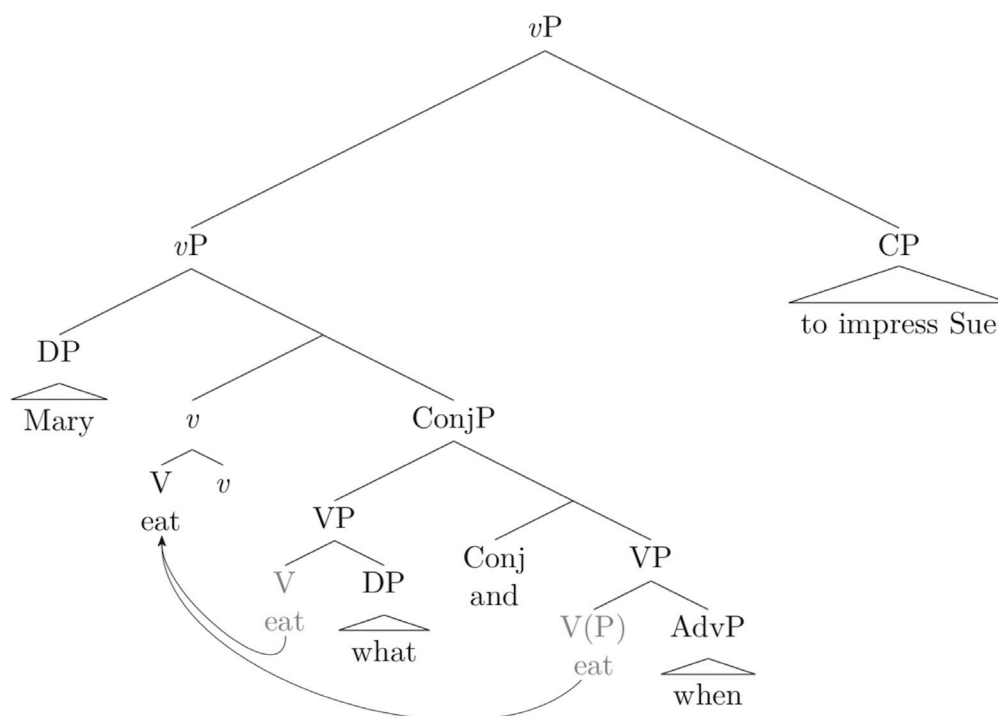 vP
vP
CP
to impress Sue
DP
Mary
v
ConjP
V
v
eat
VP
Conj
and
VP
V
eat
DP
what
V(P)
eat
AdvP
when